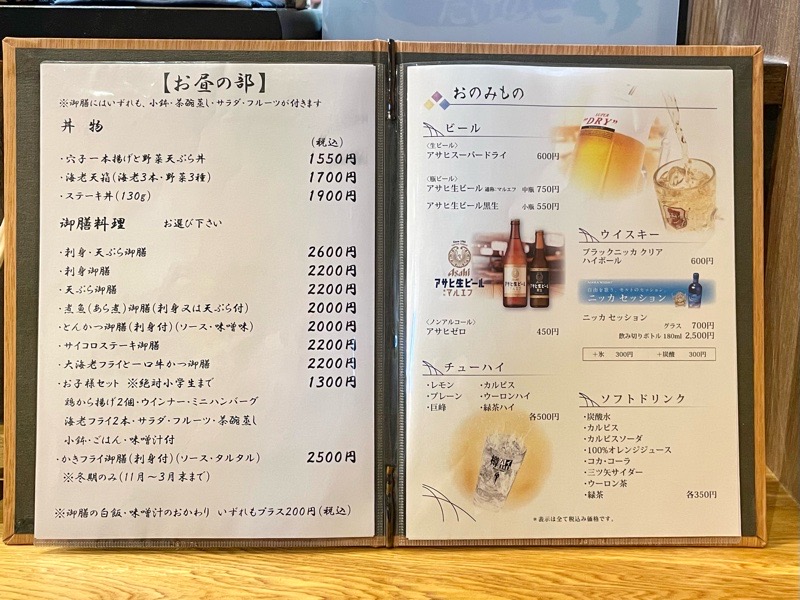 【お昼の部】
※御膳にはいずれも、小鉢・茶碗蒸し・サラダ・フルーツが付きます
丼 物
(税込)
・穴子一本揚げと野菜天ぷら丼 1550円
・海老天箱(海老3本・野菜3種) 1700円
・ステーキ丼(130g) 1900円
御膳料理 お選び下さい
・刺身・天ぷら御膳 2600円
・刺身御膳 2200円
・天ぷら御膳 2200円
・煮魚(あら煮)御膳(刺身又は天ぷら付) 2000円
・とんかつ御膳(刺身付)(ソース・味噌味) 2000円
・サイコロステーキ御膳 2200円
・大海老フライと一口牛かつ御膳 2200円
・お子様セット ※絶対小学生まで 1300円
鶏から揚げ2個・ウインナー・ミニハンバーグ
海老フライ2本・サラダ・フルーツ・茶碗蒸し
小鉢・ごはん・味噌汁付
・かきフライ御膳(刺身付)(ソース・タルタル) 2500円
※冬期のみ(11月～3月末まで)
※御膳の白飯・味噌汁のおかわり いずれもプラス200円(税込)
おのみもの
ビール
〈生ビール〉
アサヒスーパードライ 600円
〈瓶ビール〉
アサヒ生ビール 通称:マルエフ 中瓶 750円
アサヒ生ビール黒生 小瓶 550円
SUPER
"DRY"
Asahi
アサヒ生ビール
通称マルエフ
〈ノンアルコール〉
アサヒゼロ 450円
チューハイ
・レモン ・カルピス
・プレーン ・ウーロンハイ
・巨峰 ・緑茶ハイ
各500円
ウイスキー
ブラックニッカ クリア
ハイボール 600円
ニッカ セッション
ニッカ セッション
グラス 700円
飲み切りボトル 180ml 2,500円
+氷 300円 +炭酸 300円
ソフトドリンク
・炭酸水
・カルピス
・カルピスソーダ
・100%オレンジジュース
・コカ・コーラ
・三ツ矢サイダー
・ウーロン茶
・緑茶 各350円
＊表示は全て税込み価格です。